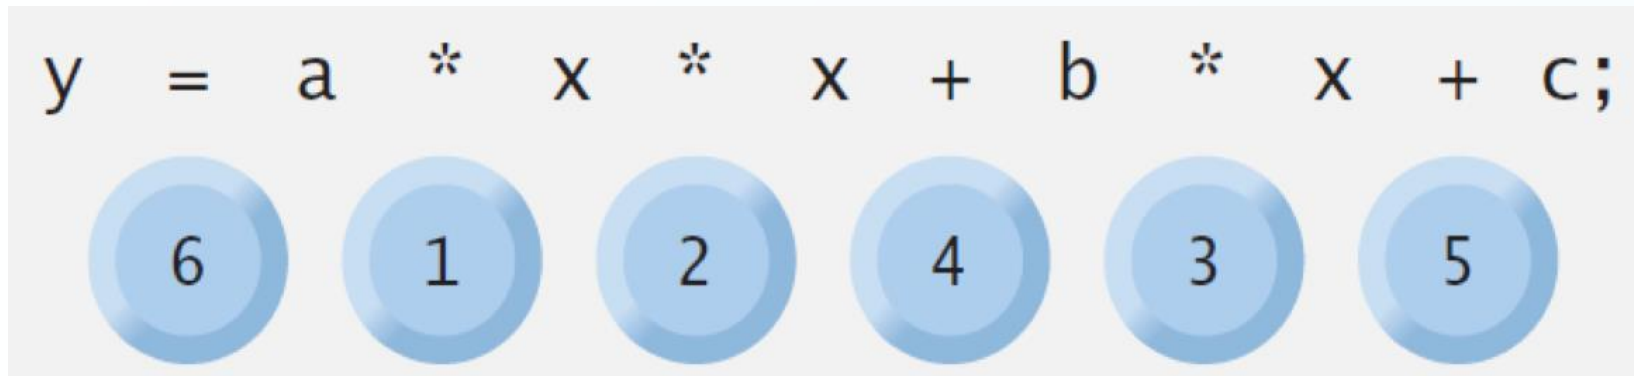 y = a * x * x + b * x + c;
6 1 2 4 3 5